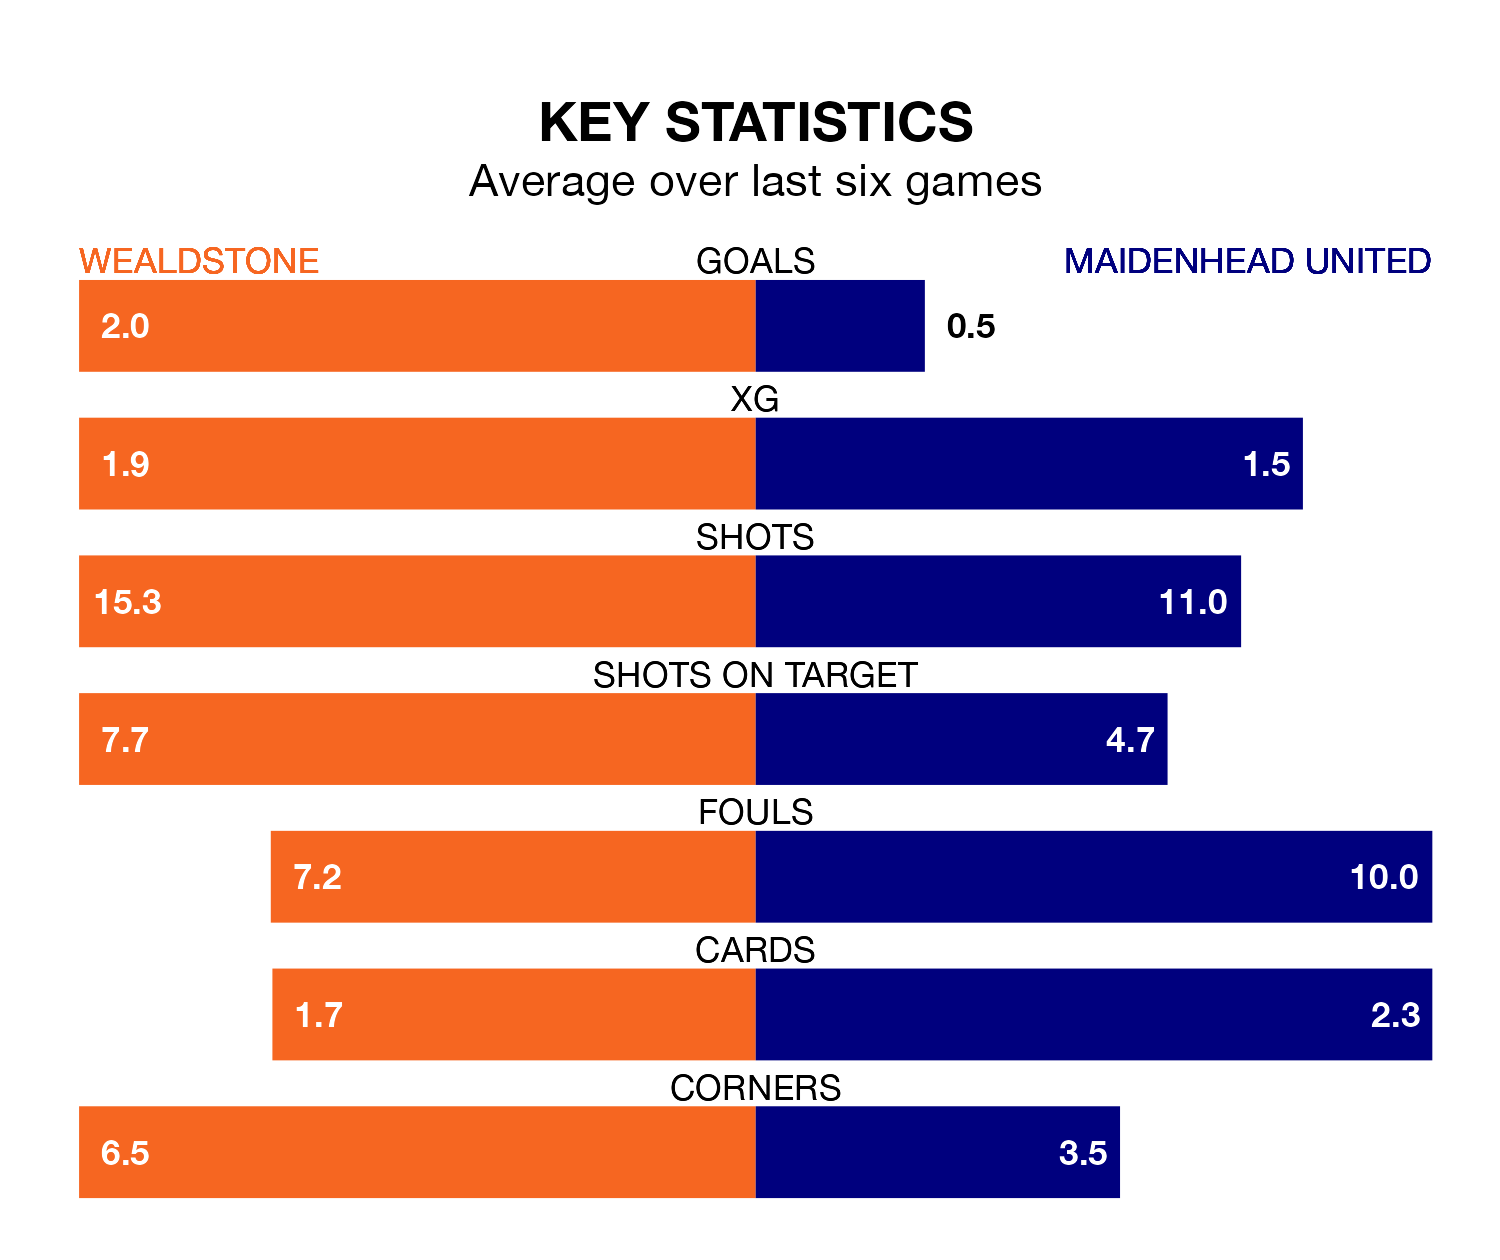 KEY STATISTICS
Average over last six games
WEALDSTONE GOALS MAIDENHEAD UNITED
2.0 0.5
XG
1.9 1.5
SHOTS
15.3 11.0
SHOTS ON TARGET
7.7 4.7
FOULS
7.2 10.0
CARDS
1.7 2.3
CORNERS
6.5 3.5